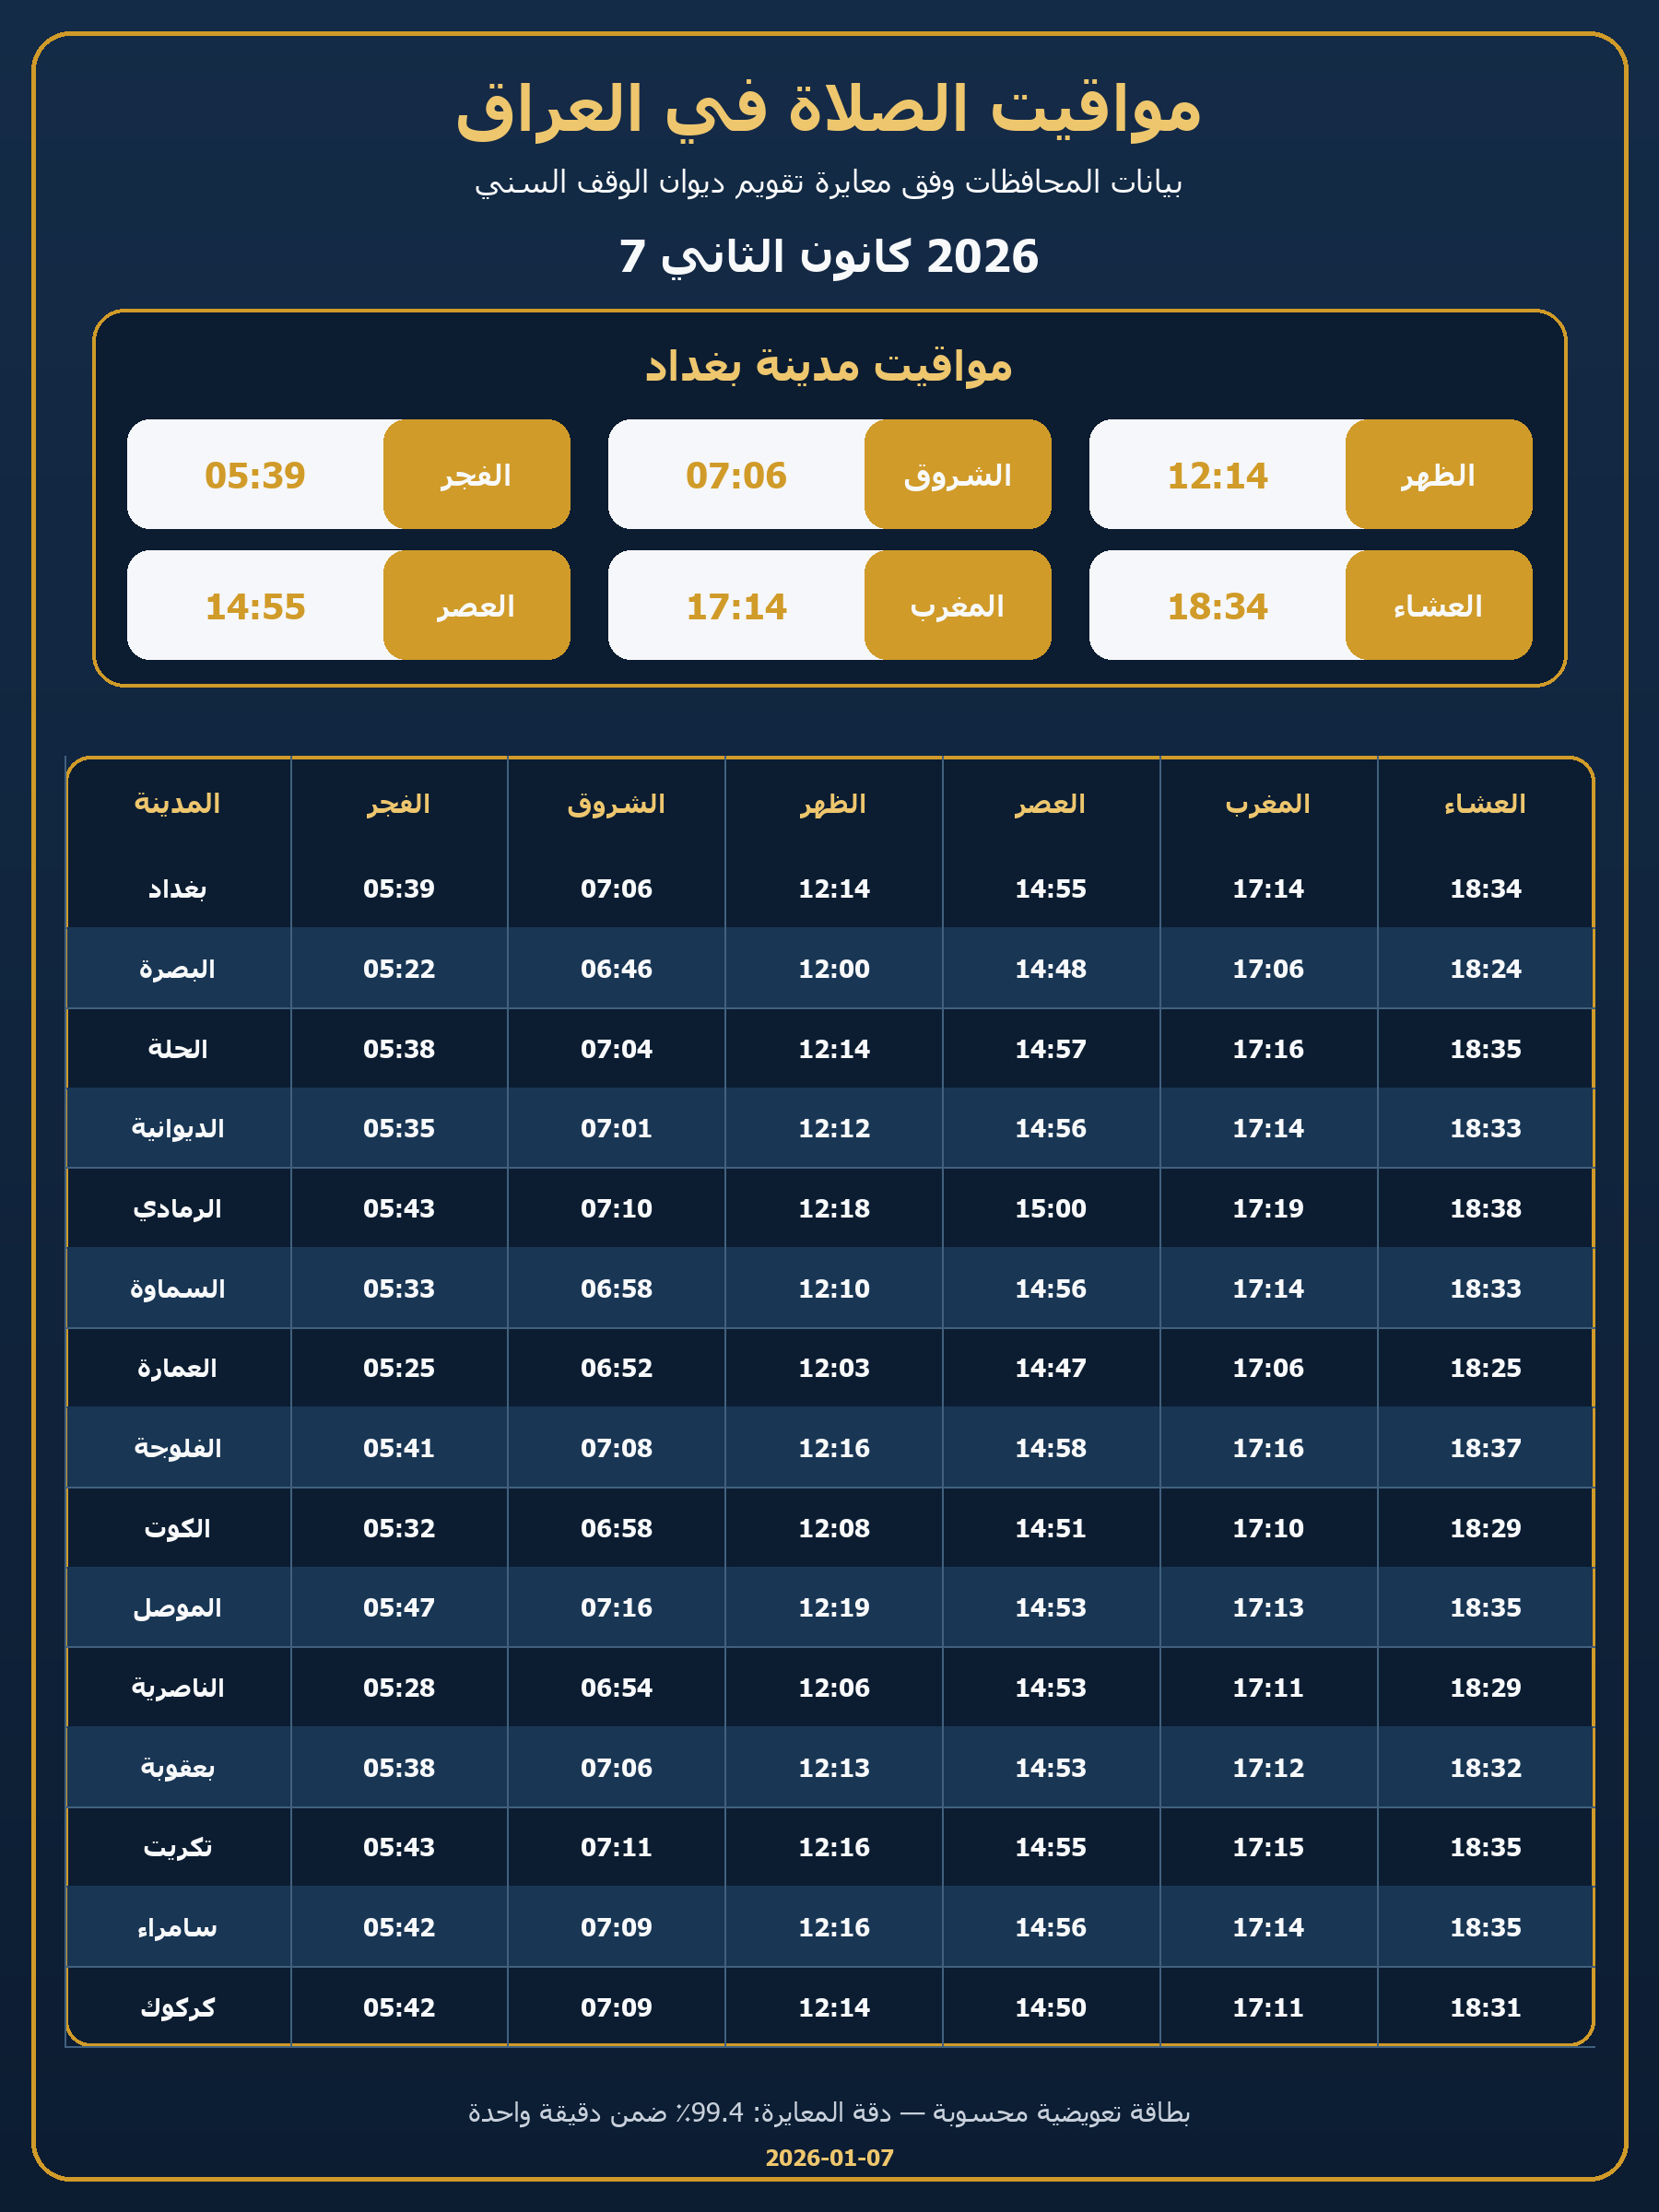 مواقيت الصلاة في العراق
بيانات المحافظات وفق معايرة تقويم ديوان الوقف السني
7 كانون الثاني 2026
مواقيت مدينة بغداد
الفجر 05:39 الشروق 07:06 الظهر 12:14
العصر 14:55 المغرب 17:14 العشاء 18:34
المدينة الفجر الشروق الظهر العصر المغرب العشاء
بغداد 05:39 07:06 12:14 14:55 17:14 18:34
البصرة 05:22 06:46 12:00 14:48 17:06 18:24
الحلة 05:38 07:04 12:14 14:57 17:16 18:35
الديوانية 05:35 07:01 12:12 14:56 17:14 18:33
الرمادي 05:43 07:10 12:18 15:00 17:19 18:38
السماوة 05:33 06:58 12:10 14:56 17:14 18:33
العمارة 05:25 06:52 12:03 14:47 17:06 18:25
الفلوجة 05:41 07:08 12:16 14:58 17:16 18:37
الكوت 05:32 06:58 12:08 14:51 17:10 18:29
الموصل 05:47 07:16 12:19 14:53 17:13 18:35
الناصرية 05:28 06:54 12:06 14:53 17:11 18:29
بعقوبة 05:38 07:06 12:13 14:53 17:12 18:32
تكريت 05:43 07:11 12:16 14:55 17:15 18:35
سامراء 05:42 07:09 12:16 14:56 17:14 18:35
كركوك 05:42 07:09 12:14 14:50 17:11 18:31
بطاقة تعويضية محسوبة — دقة المعايرة: 99.4٪ ضمن دقيقة واحدة
2026-01-07